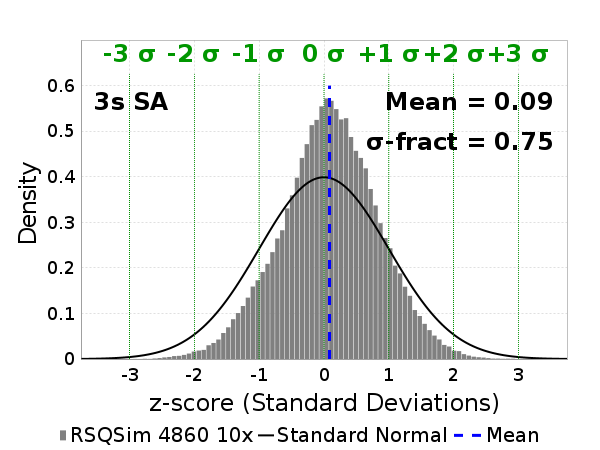 -3 σ -2 σ -1 σ 0 σ +1 σ +2 σ +3 σ
3s SA
Mean = 0.09
σ-fract = 0.75
Density
0.6
0.5
0.4
0.3
0.2
0.1
0
-3 -2 -1 0 1 2 3
z-score (Standard Deviations)
RSQSim 4860 10x Standard Normal Mean